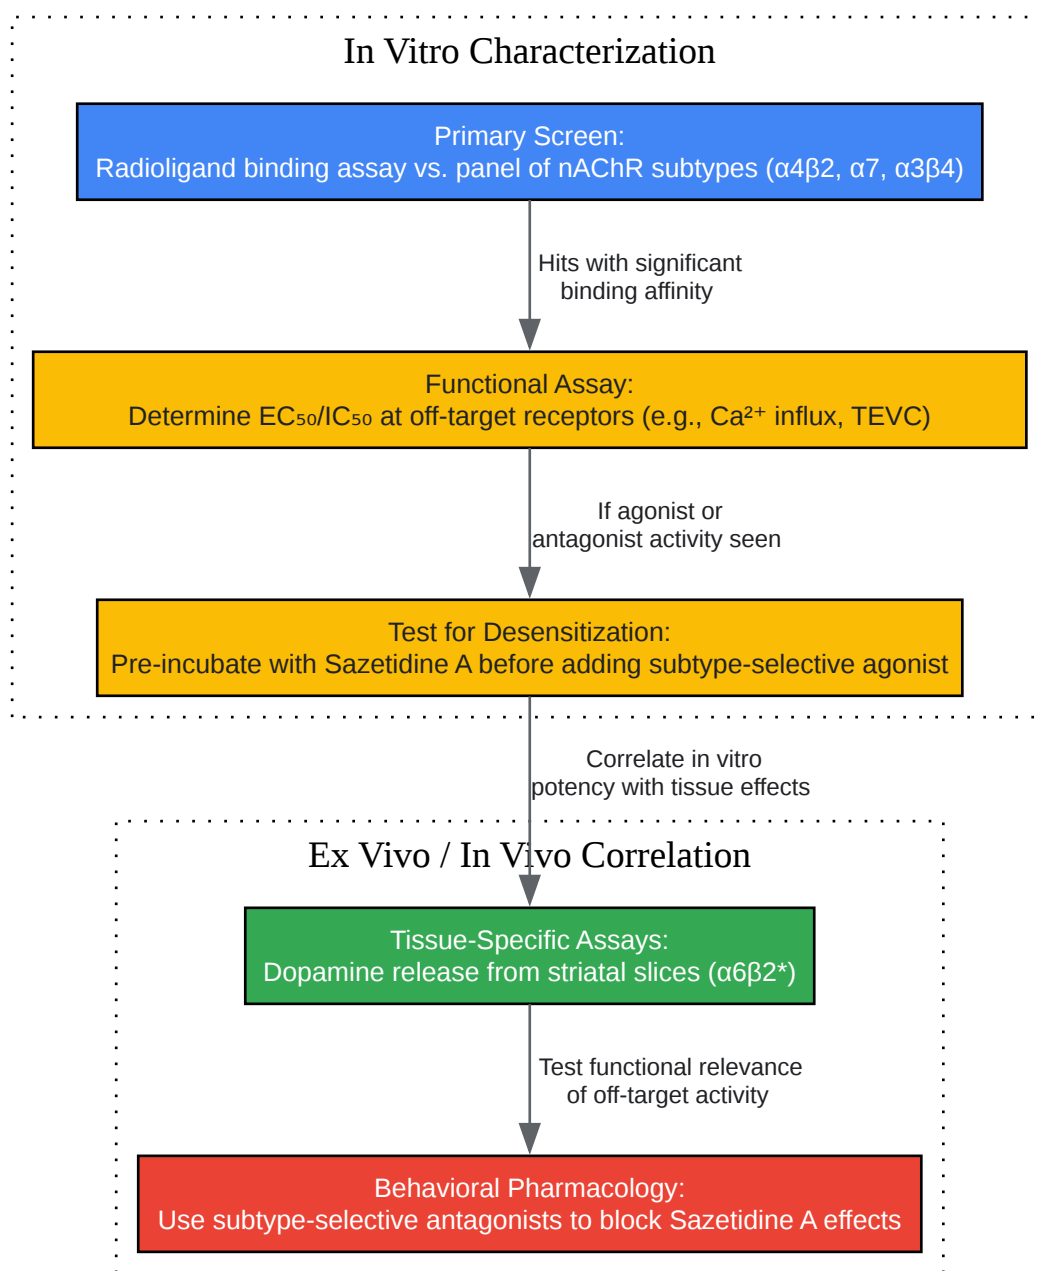 In Vitro Characterization
Primary Screen:
Radioligand binding assay vs. panel of nAChR subtypes (α4β2, α7, α3β4)
Hits with significant
binding affinity
Functional Assay:
Determine EC₅₀/IC₅₀ at off-target receptors (e.g., Ca²⁺ influx, TEVC)
If agonist or
antagonist activity seen
Test for Desensitization:
Pre-incubate with Sazetidine A before adding subtype-selective agonist
Correlate in vitro
potency with tissue effects
Ex Vivo / In Vivo Correlation
Tissue-Specific Assays:
Dopamine release from striatal slices (α6β2*)
Test functional relevance
of off-target activity
Behavioral Pharmacology:
Use subtype-selective antagonists to block Sazetidine A effects